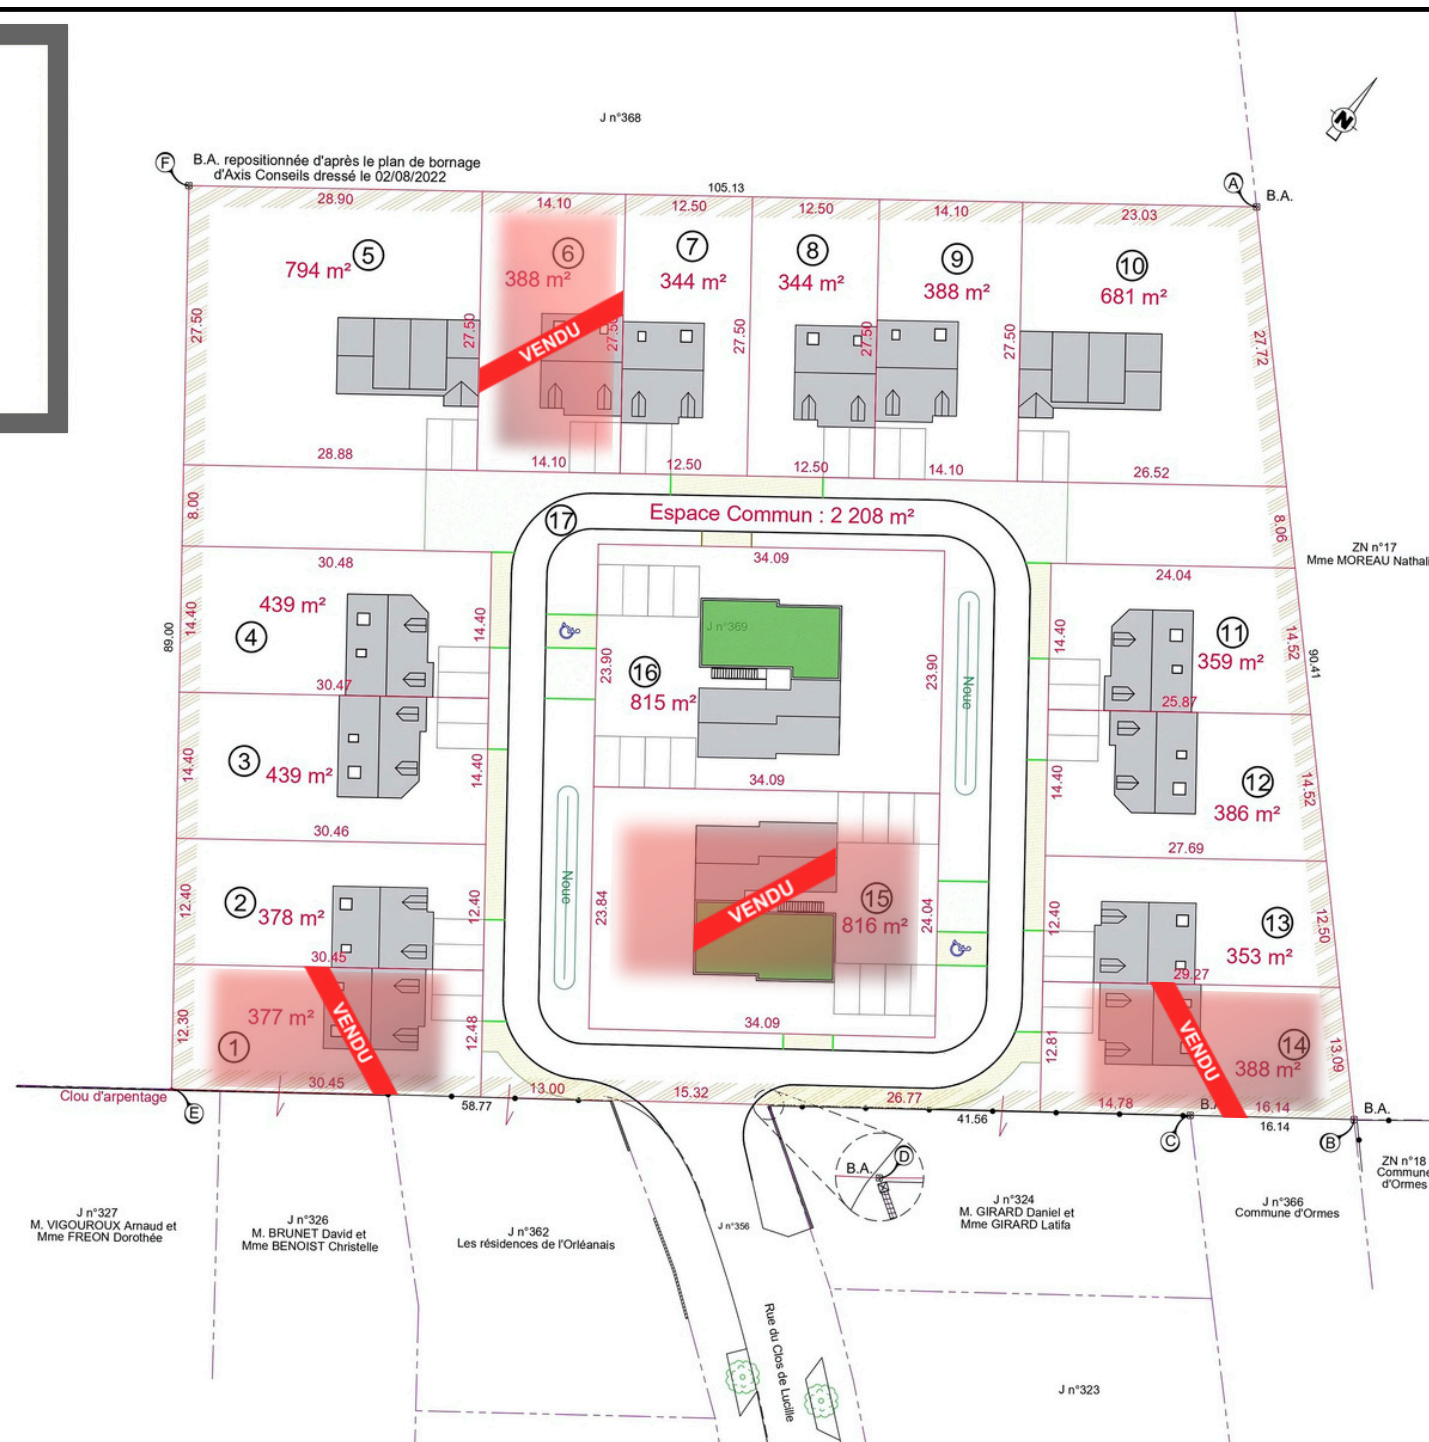 J n°368
N
F
B.A. repositionnée d'après le plan de bornage
d'Axis Conseils dressé le 02/08/2022
105.13
A
B.A.
28.90
14.10
12.50
12.50
14.10
23.03
5
794 m²
6
388 m²
7
344 m²
8
344 m²
9
388 m²
10
681 m²
27.50
27.50
27.50
27.50
27.50
27.50
27.72
VENDU
28.88
14.10
12.50
12.50
14.10
26.52
8.00
17
Espace Commun : 2 208 m²
8.06
ZN n°17
Mme MOREAU Nathali
30.48
34.09
24.04
439 m²
4
14.40
14.40
89.00
J n°369
16
815 m²
23.90
23.90
Noue
14.40
11
359 m²
14.52
90.41
30.47
25.87
3
439 m²
14.40
14.40
34.09
14.40
12
386 m²
14.52
30.46
27.69
2
378 m²
12.40
12.40
Noue
23.84
VENDU
15
816 m²
24.04
12.40
13
353 m²
12.50
30.45
29.27
377 m²
1
VENDU
12.30
12.48
34.09
12.81
VENDU
14
388 m²
13.09
30.45
13.00
15.32
26.77
14.78
16.14
Clou d'arpentage
E
58.77
41.56
16.14
B.A.
C
B
B.A.
D
J n°327
M. VIGOUROUX Arnaud et
Mme FREON Dorothée
J n°326
M. BRUNET David et
Mme BENOIST Christelle
J n°362
Les résidences de l'Orléanais
J n°356
J n°324
M. GIRARD Daniel et
Mme GIRARD Latifa
J n°366
Commune d'Ormes
ZN n°18
Commune
d'Ormes
Rue du Clos de Lucille
J n°323